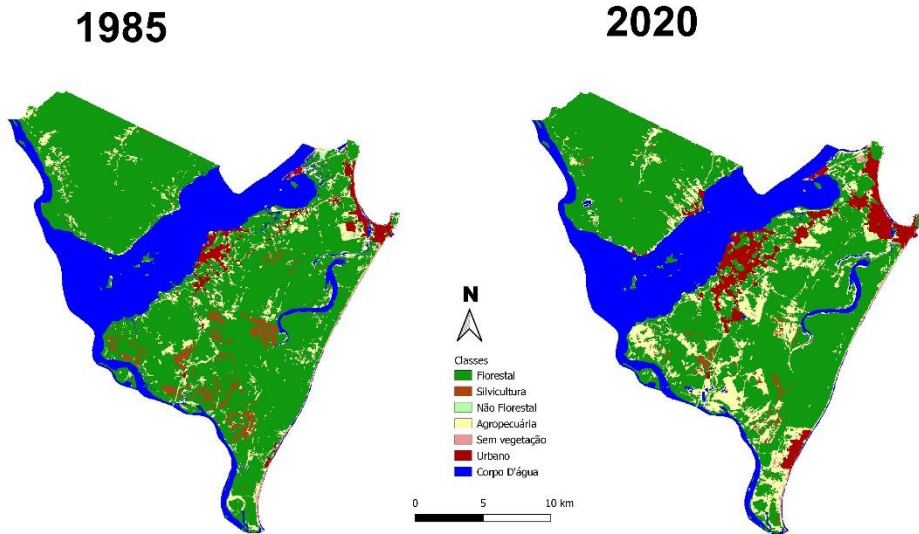 1985
2020
N
Classes
Florestal
Silvicultura
Não Florestal
Agropecuária
Sem vegetação
Urbano
Corpo D'água
0 5 10 km